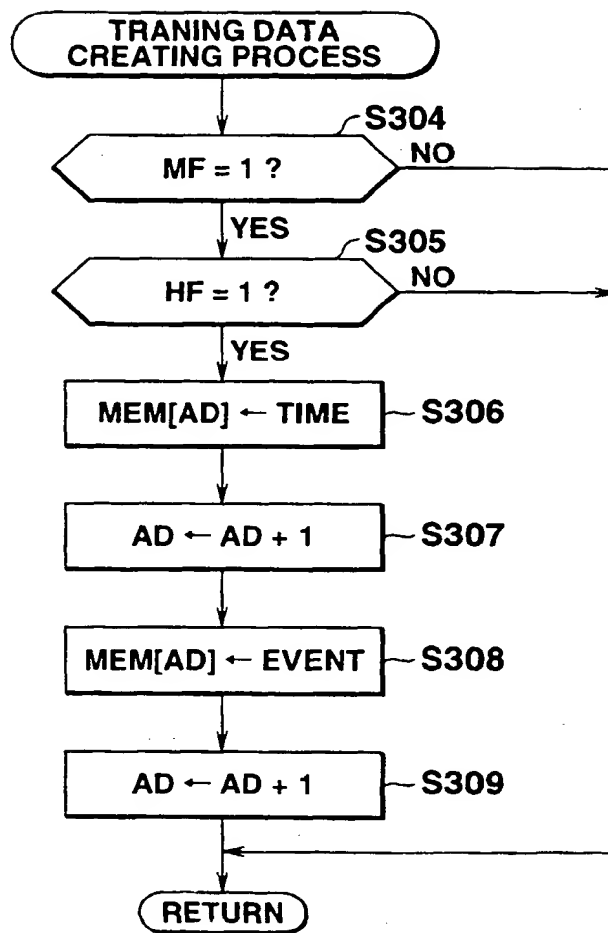 TRANING DATA
CREATING PROCESS
S304
MF = 1 ?
NO
YES
S305
HF = 1 ?
NO
YES
MEM[AD] ← TIME
S306
AD ← AD + 1
S307
MEM[AD] ← EVENT
S308
AD ← AD + 1
S309
RETURN